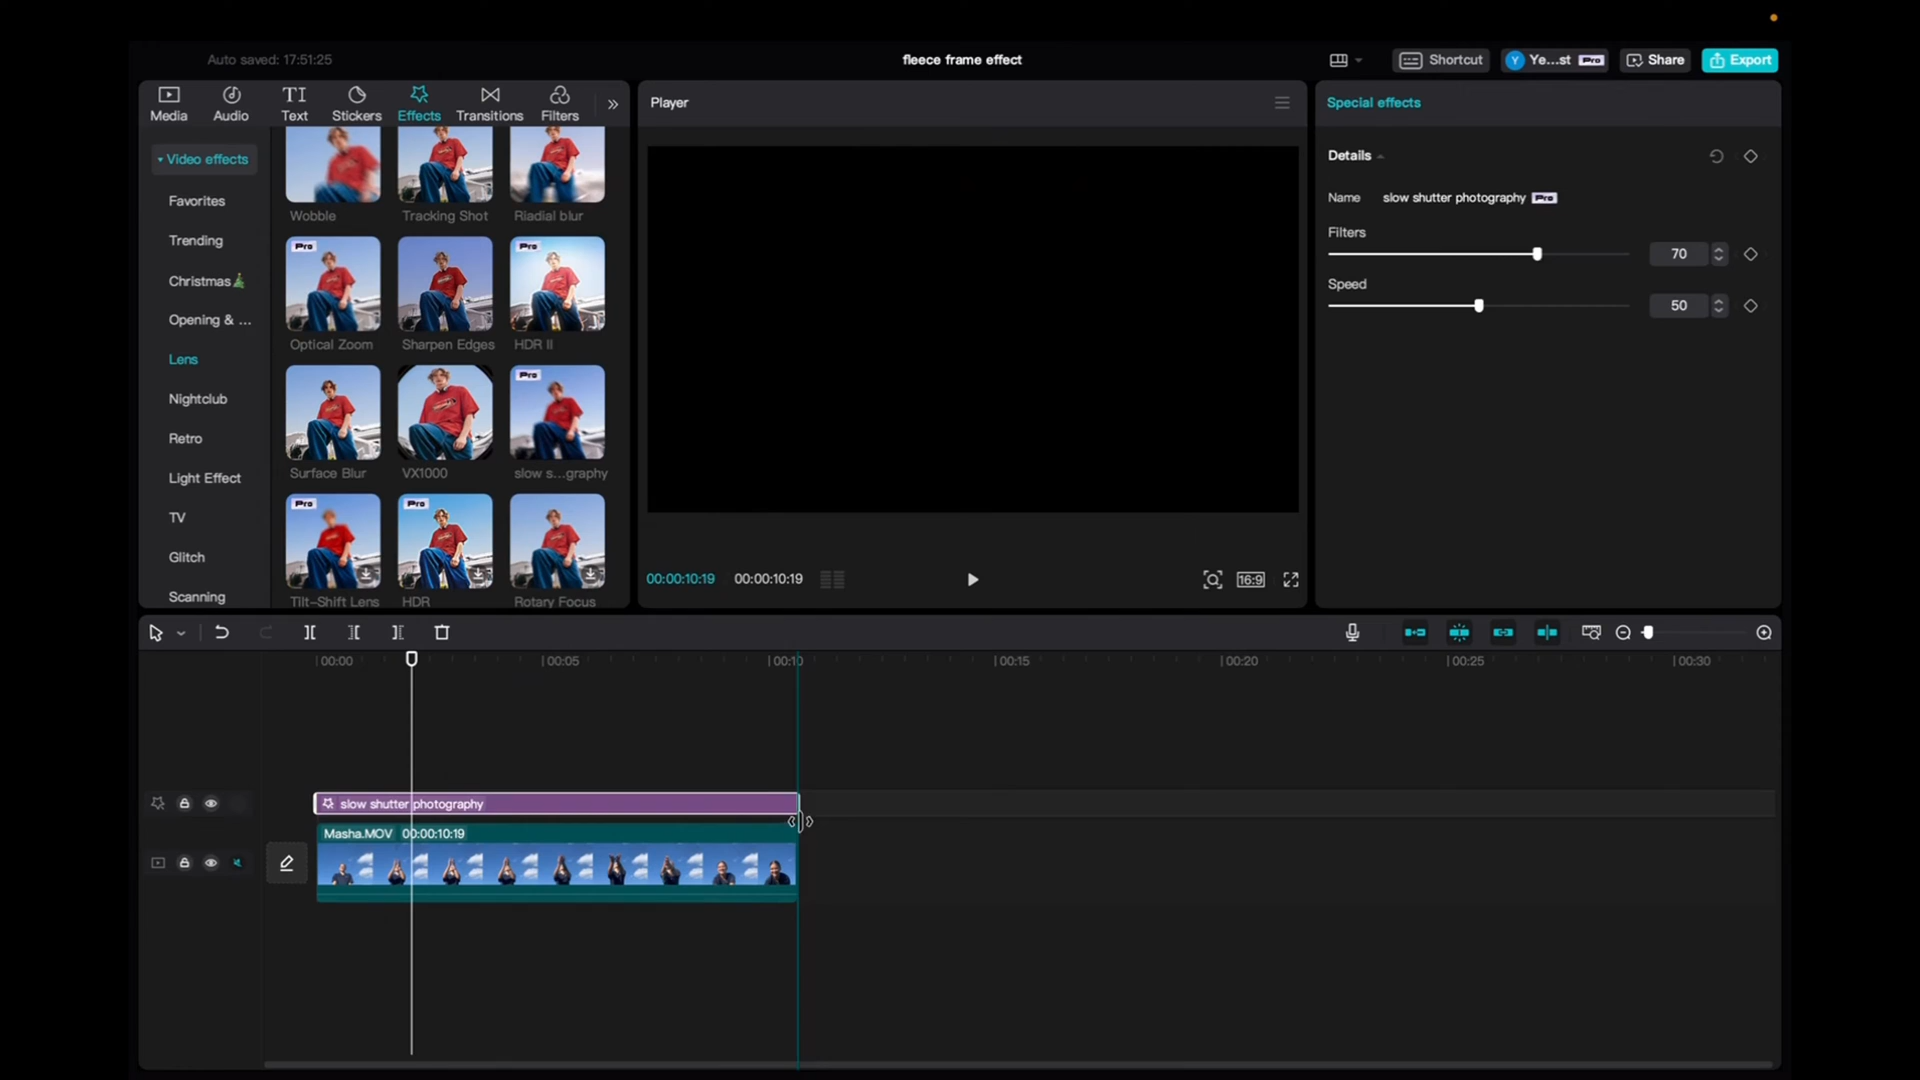 Auto saved: 17:51:25
fleece frame effect
Shortcut
Ye...st Pro
Share
Export
Media
Audio
TI
Text
Stickers
Effects
Transitions
Filters
Player
Special effects
Video effects
Favorites
Trending
Christmas🎄
Opening & ...
Lens
Nightclub
Retro
Light Effect
TV
Glitch
Scanning
Wobble
Tracking Shot
Riadial blur
Pro
Pro
Optical Zoom
Sharpen Edges
HDR II
Pro
Surface Blur
VX1000
slow s...graphy
Pro
Pro
Tilt-Shift Lens
HDR
Rotary Focus
Details
Name slow shutter photography Pro
Filters
70
Speed
50
00:00:10:19 00:00:10:19
16:9
00:00
00:05
00:10
00:15
00:20
00:25
00:30
slow shutter photography
Masha.MOV 00:00:10:19